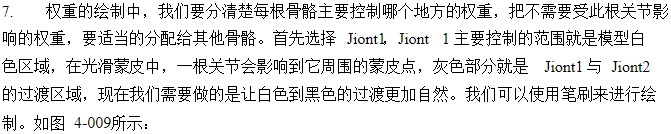 7. 权重的绘制中，我们要分清楚每根骨骼主要控制哪个地方的权重，把不需要受此根关节影
响的权重，要适当的分配给其他骨骼。首先选择 Jiont1，Jiont 1主要控制的范围就是模型白
色区域，在光滑蒙皮中，一根关节会影响到它周围的蒙皮点，灰色部分就是 Jiont1与 Jiont2
的过渡区域，现在我们需要做的是让白色到黑色的过渡更加自然。我们可以使用笔刷来进行绘
制。如图 4-009所示：